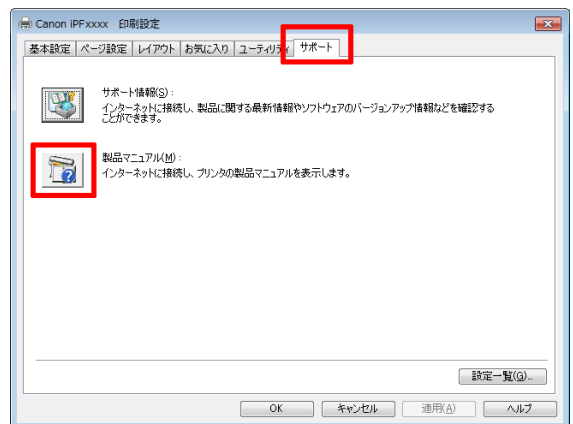 Canon iPFxxxx 印刷設定
基本設定 ページ設定 レイアウト お気に入り ユーティリティ サポート
サポート情報(S) :
インターネットに接続し、製品に関する最新情報やソフトウェアのバージョンアップ情報などを確認する
ことができます。
製品マニュアル(M) :
インターネットに接続し、プリンタの製品マニュアルを表示します。
設定一覧(G)...
OK キャンセル 適用(A) ヘルプ